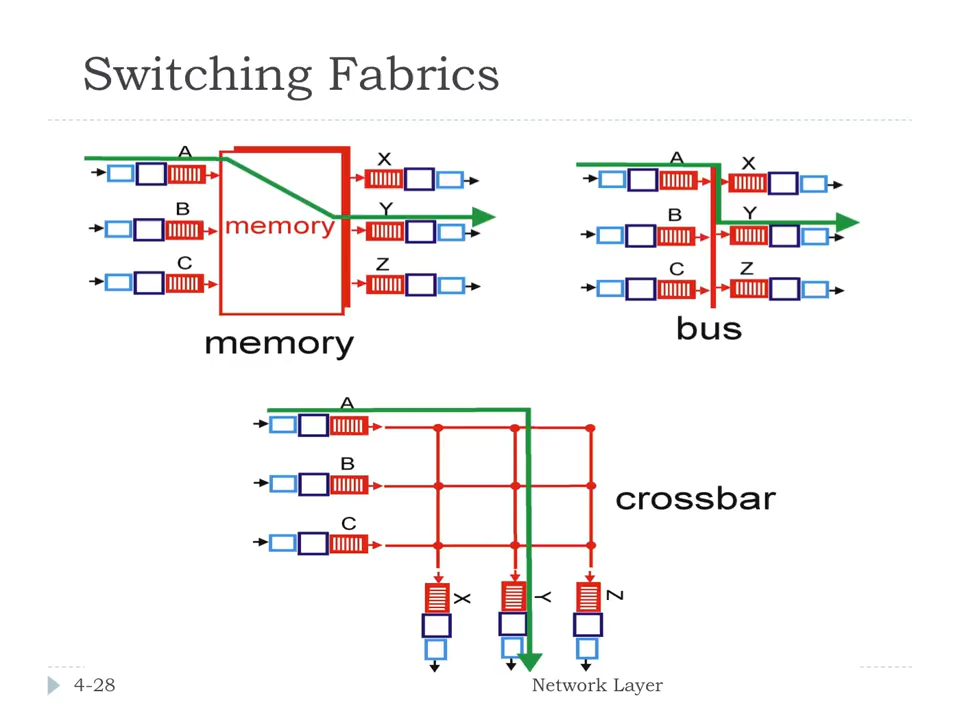 Switching Fabrics
A
B
C
memory
X
Y
Z
memory
A
B
C
X
Y
Z
bus
A
B
C
crossbar
X
Y
Z
4-28
Network Layer